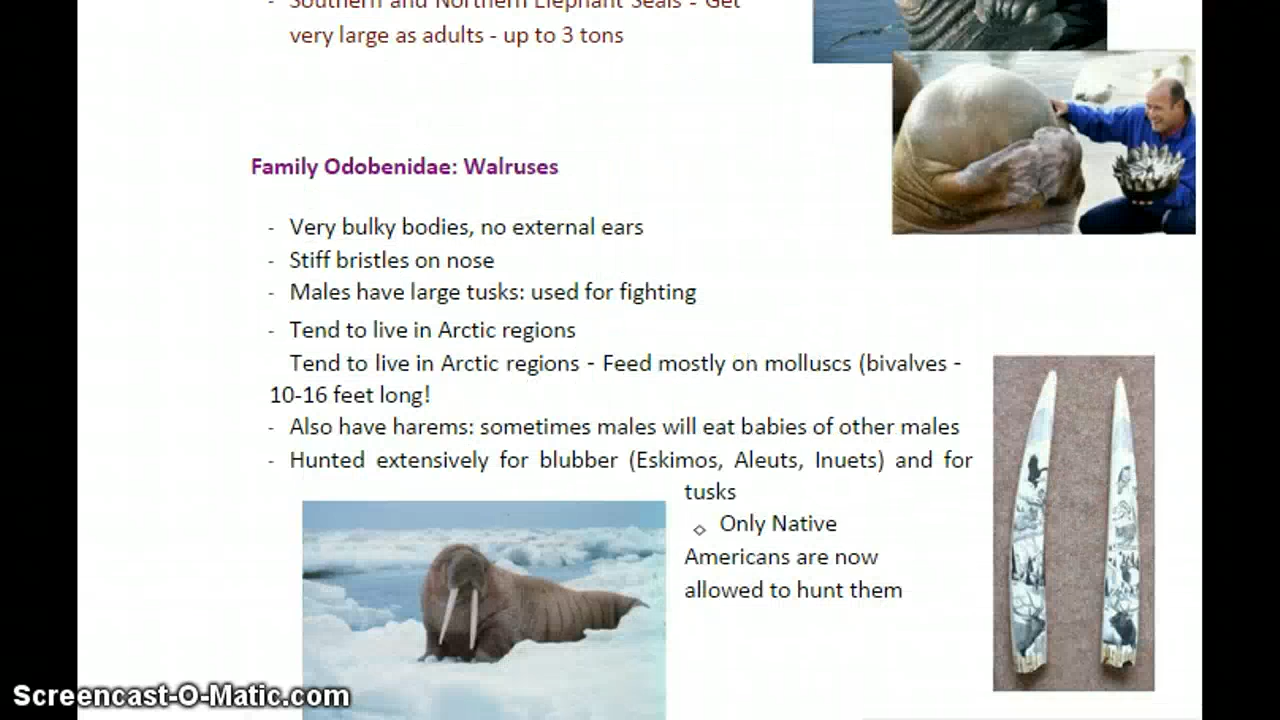 - Southern and Northern Elephant Seals - Get
very large as adults - up to 3 tons
Family Odobenidae: Walruses
- Very bulky bodies, no external ears
- Stiff bristles on nose
- Males have large tusks: used for fighting
- Tend to live in Arctic regions
Tend to live in Arctic regions - Feed mostly on molluscs (bivalves -
10-16 feet long!
- Also have harems: sometimes males will eat babies of other males
- Hunted extensively for blubber (Eskimos, Aleuts, Inuets) and for
tusks
◇ Only Native
Americans are now
allowed to hunt them
Screencast-O-Matic.com